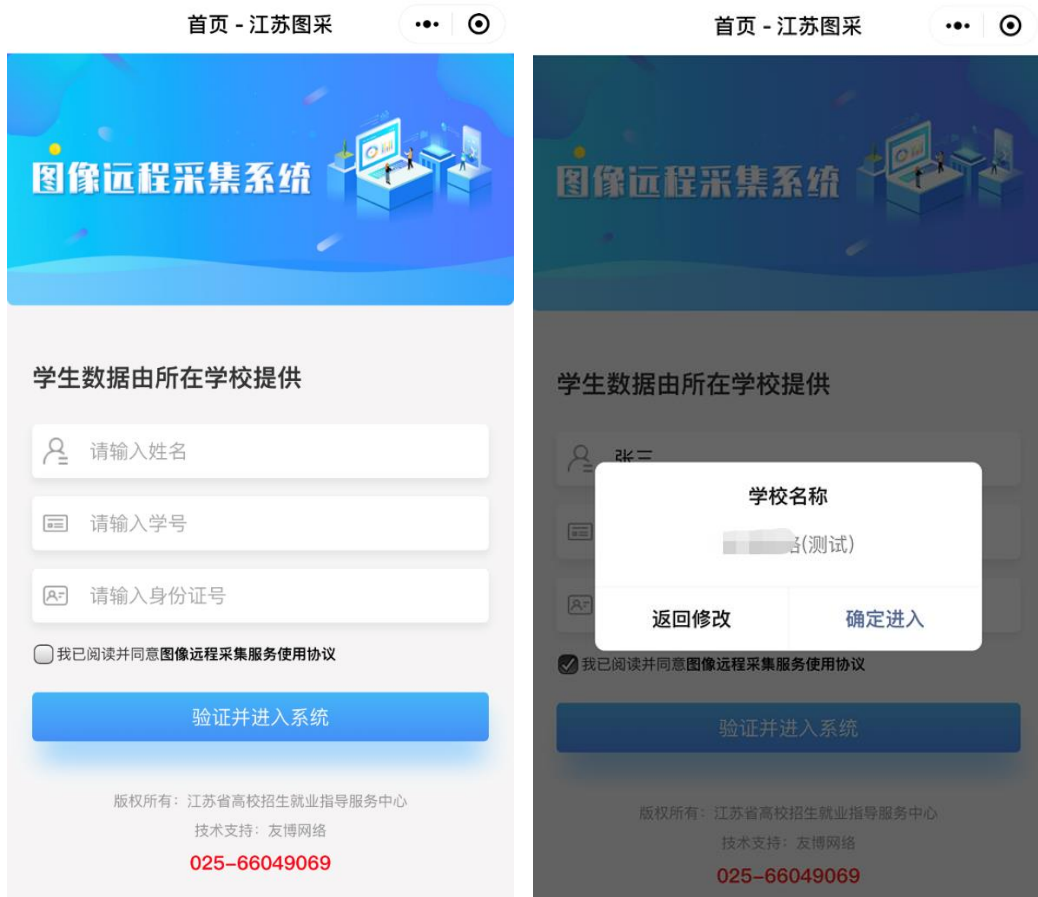 首页 - 江苏图采
图像远程采集系统
学生数据由所在学校提供
请输入姓名
请输入学号
请输入身份证号
我已阅读并同意图像远程采集服务使用协议
验证并进入系统
版权所有：江苏省高校招生就业指导服务中心
技术支持：友博网络
025-66049069
首页 - 江苏图采
图像远程采集系统
学生数据由所在学校提供
张三
学校名称
(测试)
返回修改
确定进入
我已阅读并同意图像远程采集服务使用协议
验证并进入系统
版权所有：江苏省高校招生就业指导服务中心
技术支持：友博网络
025-66049069